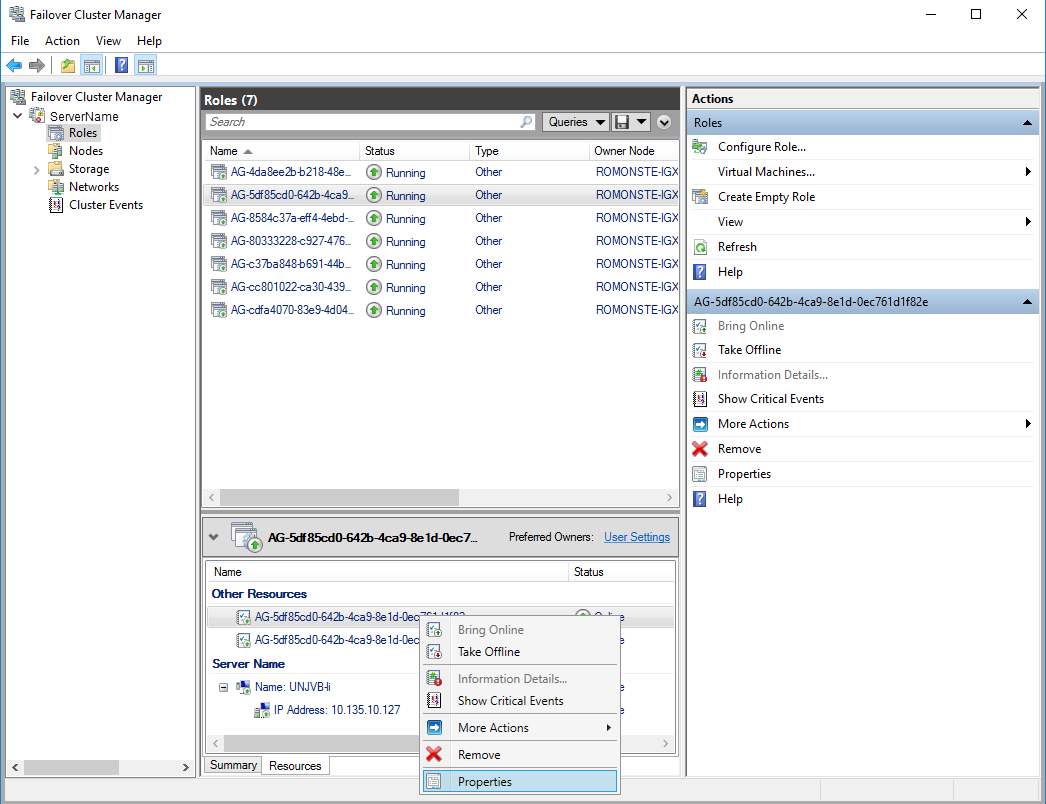 Failover Cluster Manager
File Action View Help
Failover Cluster Manager
ServerName
Roles
Nodes
Storage
Networks
Cluster Events
Roles (7)
Search Queries
Name Status Type Owner Node
AG-4da8ee2b-b218-48e... Running Other ROMONSTE-IGX
AG-5df85cd0-642b-4ca9... Running Other ROMONSTE-IGX
AG-8584c37a-eff4-4ebd-... Running Other ROMONSTE-IGX
AG-80333228-c927-476... Running Other ROMONSTE-IGX
AG-c37ba848-b691-44b... Running Other ROMONSTE-IGX
AG-cc801022-ca30-439... Running Other ROMONSTE-IGX
AG-cdfa4070-83e9-4d04... Running Other ROMONSTE-IGX
AG-5df85cd0-642b-4ca9-8e1d-0ec7... Preferred Owners: User Settings
Name Status
Other Resources
AG-5df85cd0-642b-4ca9-8e1d-0ec761d1f82
AG-5df85cd0-642b-4ca9-8e1d-0ec
Server Name
Name: UNJVB-li
IP Address: 10.135.10.127
Summary Resources
Bring Online
Take Offline
Information Details...
Show Critical Events
More Actions
Remove
Properties
Actions
Roles
Configure Role...
Virtual Machines...
Create Empty Role
View
Refresh
Help
AG-5df85cd0-642b-4ca9-8e1d-0ec761d1f82e
Bring Online
Take Offline
Information Details...
Show Critical Events
More Actions
Remove
Properties
Help